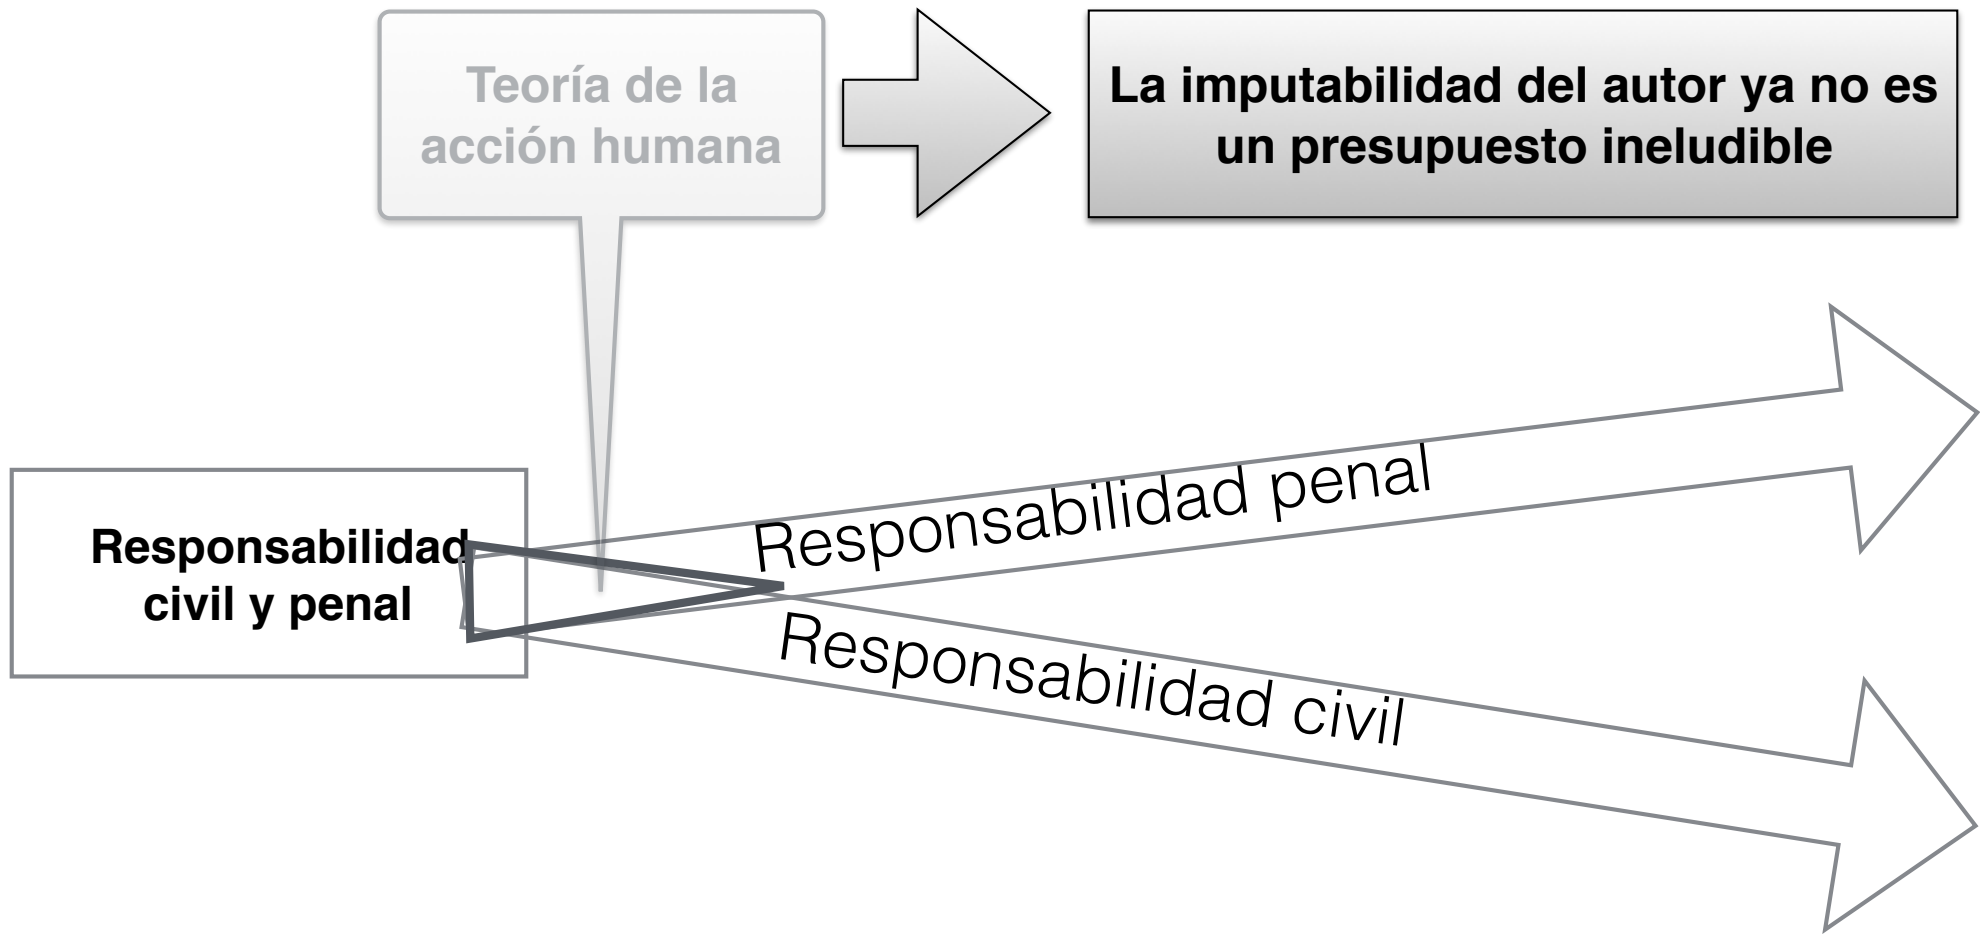 Teoría de la
acción humana
La imputabilidad del autor ya no es
un presupuesto ineludible
Responsabilidad
civil y penal
Responsabilidad penal
Responsabilidad civil